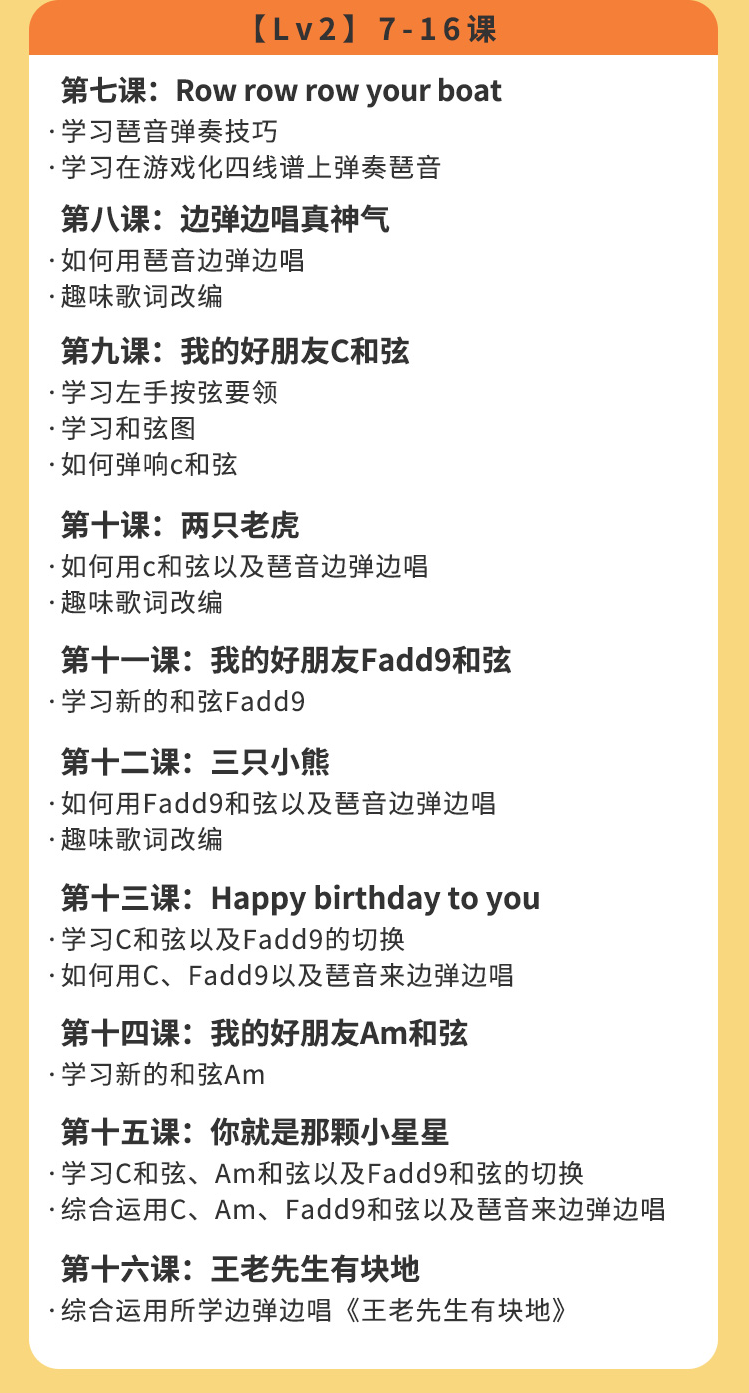 【Lv2】7-16课
第七课：Row row row your boat
·学习琶音弹奏技巧
·学习在游戏化四线谱上弹奏琶音
第八课：边弹边唱真神气
·如何用琶音边弹边唱
·趣味歌词改编
第九课：我的好朋友C和弦
·学习左手按弦要领
·学习和弦图
·如何弹响c和弦
第十课：两只老虎
·如何用c和弦以及琶音边弹边唱
·趣味歌词改编
第十一课：我的好朋友Fadd9和弦
·学习新的和弦Fadd9
第十二课：三只小熊
·如何用Fadd9和弦以及琶音边弹边唱
·趣味歌词改编
第十三课：Happy birthday to you
·学习C和弦以及Fadd9的切换
·如何用C、Fadd9以及琶音来边弹边唱
第十四课：我的好朋友Am和弦
·学习新的和弦Am
第十五课：你就是那颗小星星
·学习C和弦、Am和弦以及Fadd9和弦的切换
·综合运用C、Am、Fadd9和弦以及琶音来边弹边唱
第十六课：王老先生有块地
·综合运用所学边弹边唱《王老先生有块地》